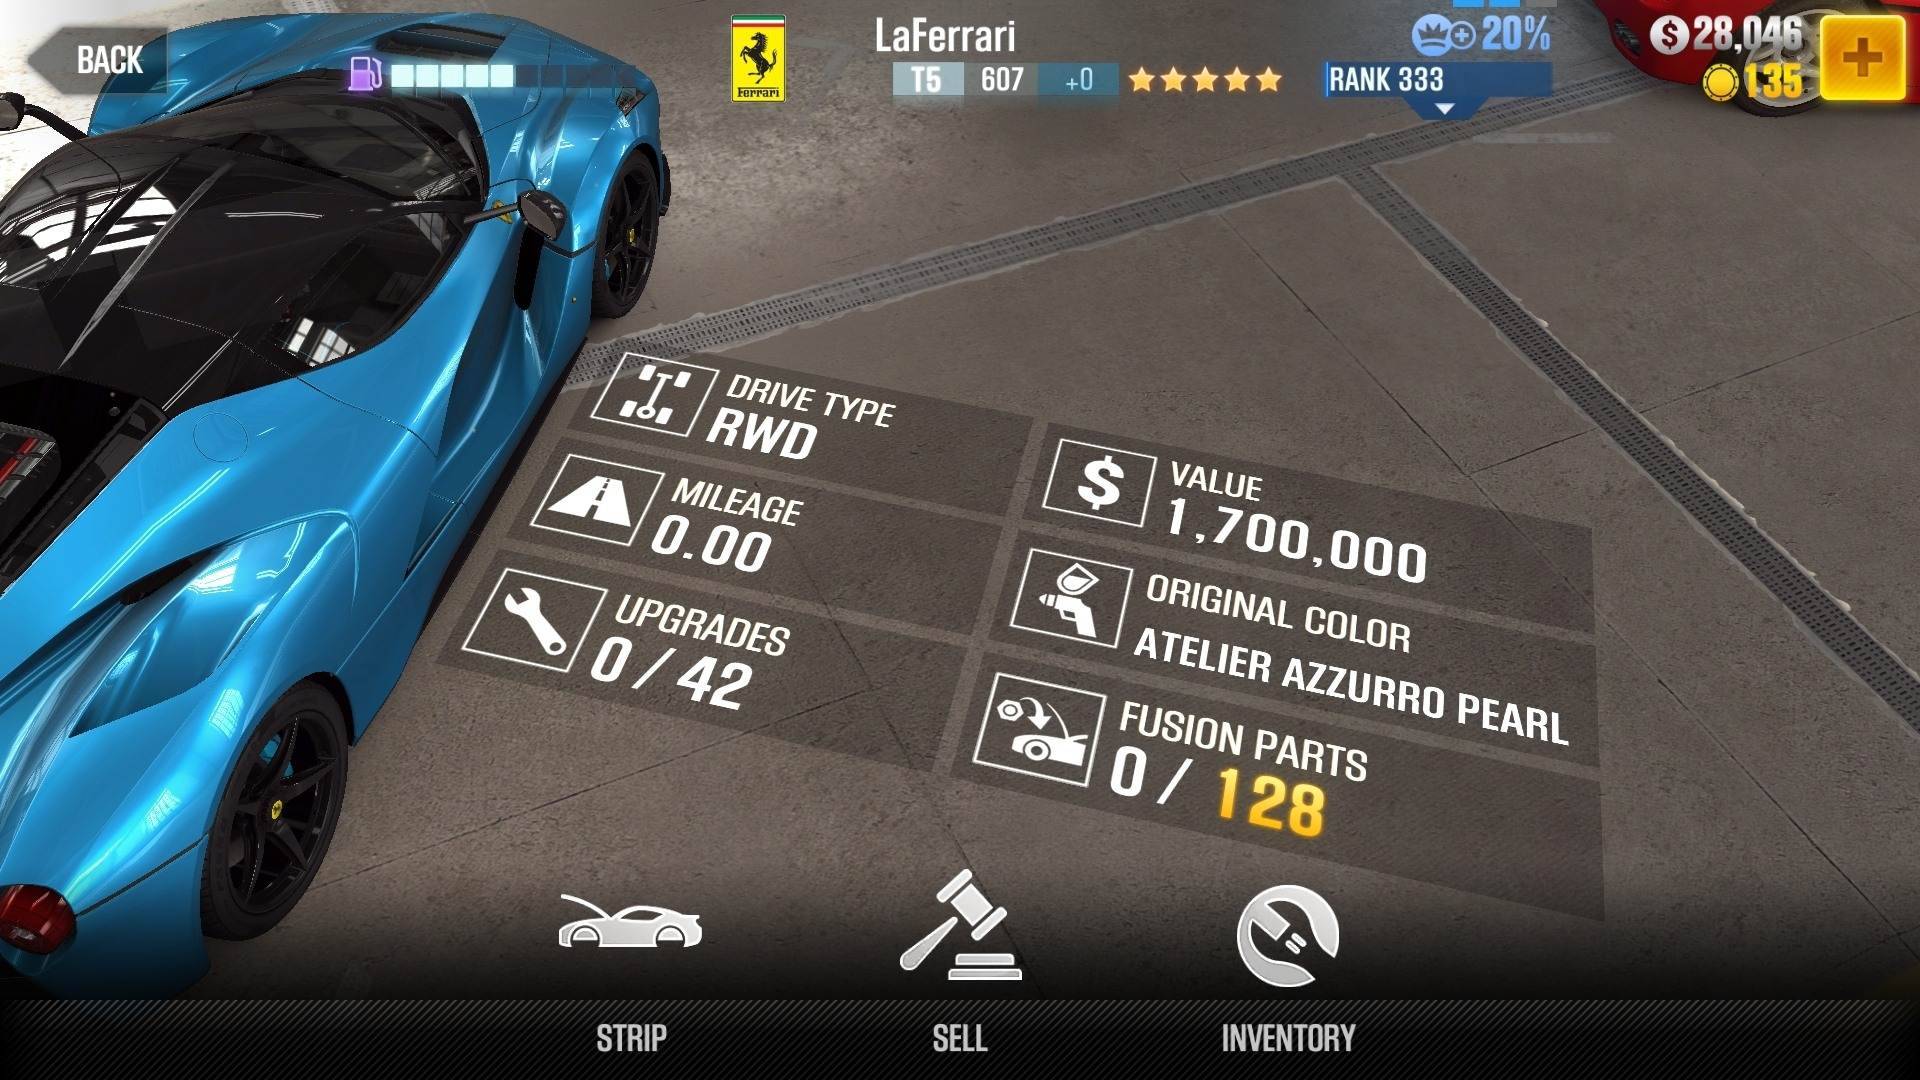 BACK
Ferrari
LaFerrari
T5 607 +0
20%
RANK 333
28,046
135
DRIVE TYPE
RWD
MILEAGE
0.00
UPGRADES
0 / 42
VALUE
1,700,000
ORIGINAL COLOR
ATELIER AZZURRO PEARL
FUSION PARTS
0 / 128
STRIP
SELL
INVENTORY